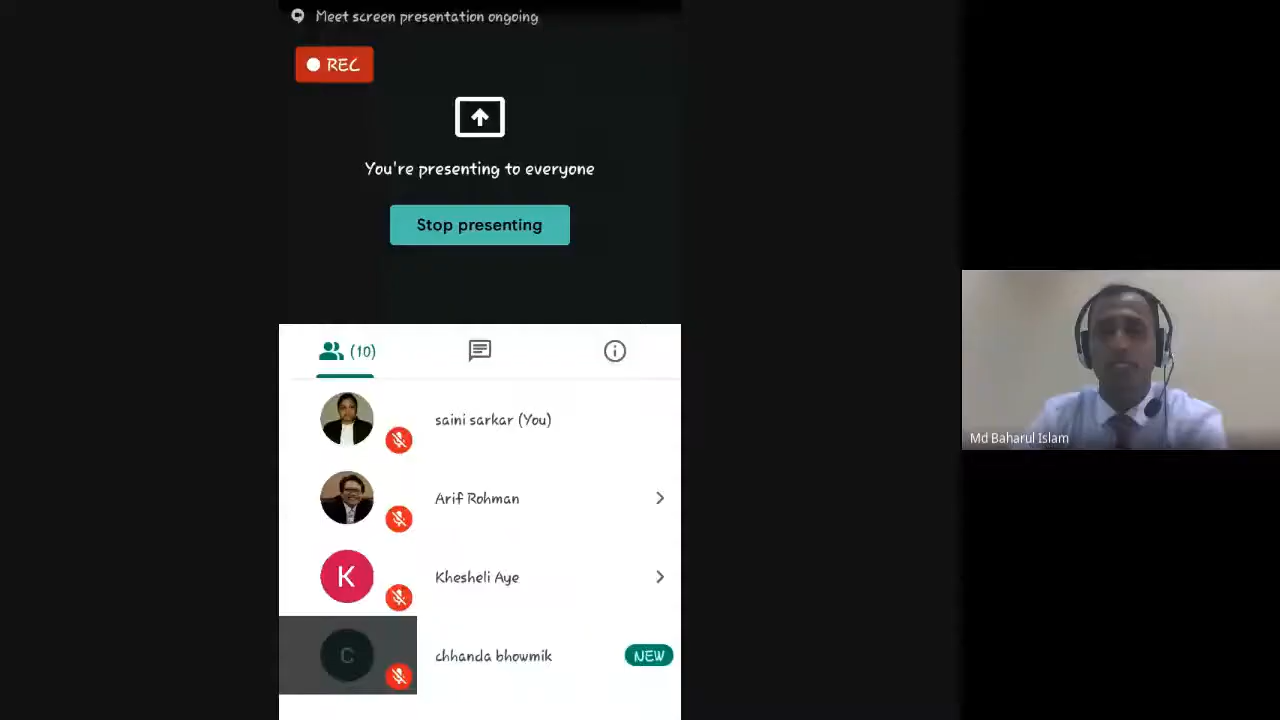 Meet screen presentation ongoing
REC
You're presenting to everyone
Stop presenting
(10)
saini sarkar (You)
Arif Rohman
K
Khesheli Aye
C
chhanda bhowmik
NEW
Md Baharul Islam